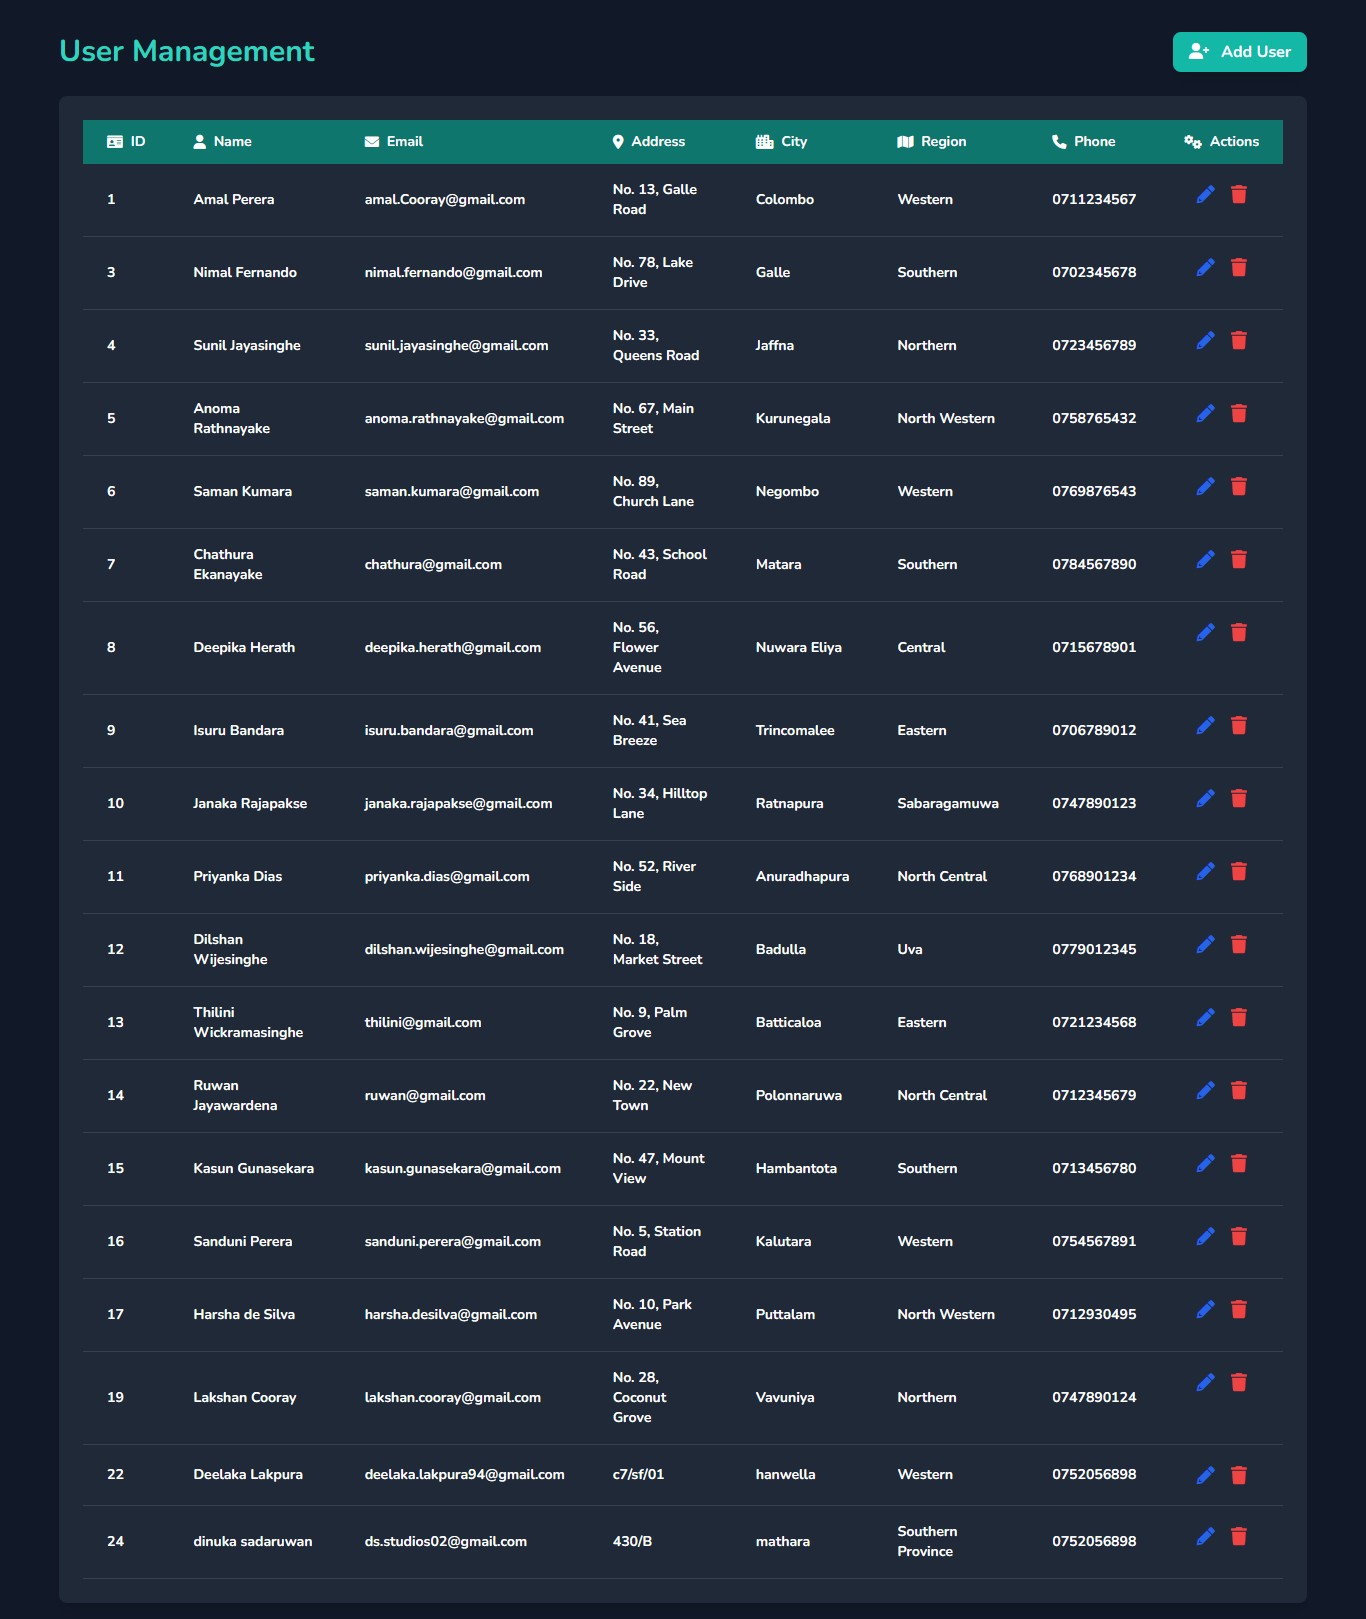 User Management
Add User
ID Name Email Address City Region Phone Actions
1 Amal Perera amal.Cooray@gmail.com No. 13, Galle Road Colombo Western 0711234567
3 Nimal Fernando nimal.fernando@gmail.com No. 78, Lake Drive Galle Southern 0702345678
4 Sunil Jayasinghe sunil.jayasinghe@gmail.com No. 33, Queens Road Jaffna Northern 0723456789
5 Anoma Rathnayake anoma.rathnayake@gmail.com No. 67, Main Street Kurunegala North Western 0758765432
6 Saman Kumara saman.kumara@gmail.com No. 89, Church Lane Negombo Western 0769876543
7 Chathura Ekanayake chathura@gmail.com No. 43, School Road Matara Southern 0784567890
8 Deepika Herath deepika.herath@gmail.com No. 56, Flower Avenue Nuwara Eliya Central 0715678901
9 Isuru Bandara isuru.bandara@gmail.com No. 41, Sea Breeze Trincomalee Eastern 0706789012
10 Janaka Rajapakse janaka.rajapakse@gmail.com No. 34, Hilltop Lane Ratnapura Sabaragamuwa 0747890123
11 Priyanka Dias priyanka.dias@gmail.com No. 52, River Side Anuradhapura North Central 0768901234
12 Dilshan Wijesinghe dilshan.wijesinghe@gmail.com No. 18, Market Street Badulla Uva 0779012345
13 Thilini Wickramasinghe thilini@gmail.com No. 9, Palm Grove Batticaloa Eastern 0721234568
14 Ruwan Jayawardena ruwan@gmail.com No. 22, New Town Polonnaruwa North Central 0712345679
15 Kasun Gunasekara kasun.gunasekara@gmail.com No. 47, Mount View Hambantota Southern 0713456780
16 Sanduni Perera sanduni.perera@gmail.com No. 5, Station Road Kalutara Western 0754567891
17 Harsha de Silva harsha.desilva@gmail.com No. 10, Park Avenue Puttalam North Western 0712930495
19 Lakshan Cooray lakshan.cooray@gmail.com No. 28, Coconut Grove Vavuniya Northern 0747890124
22 Deelaka Lakpura deelaka.lakpura94@gmail.com c7/sf/01 hanwella Western 0752056898
24 dinuka sadaruwan ds.studios02@gmail.com 430/B mathara Southern Province 0752056898